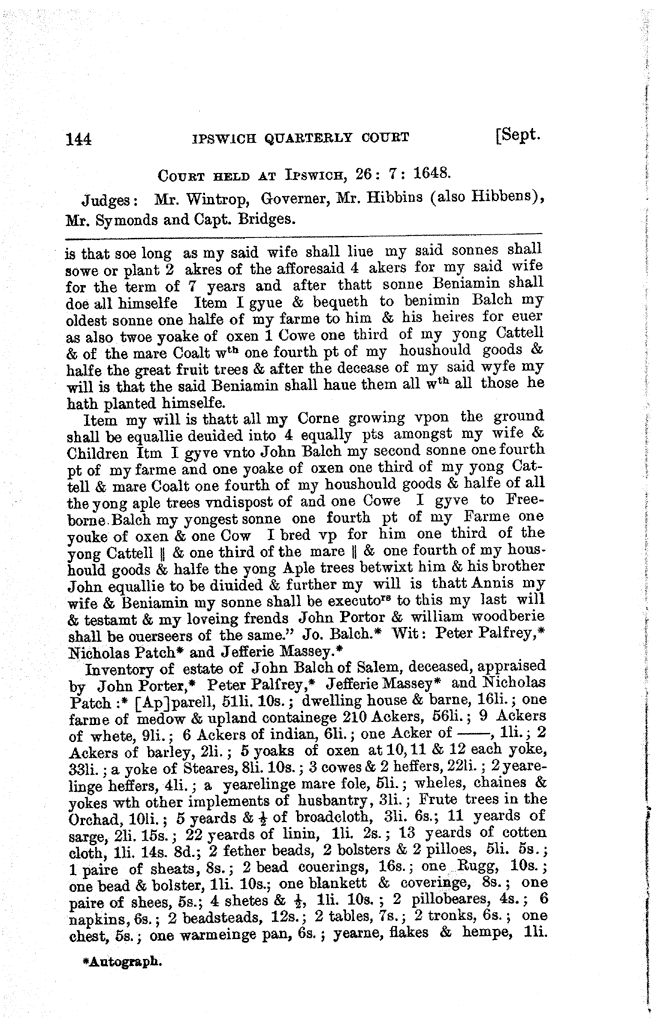 144 IPSWICH QUARTERLY COURT [Sept.
COURT HELD AT IPSWICH, 26: 7: 1648.
Judges: Mr. Wintrop, Governer, Mr. Hibbins (also Hibbens),
Mr. Symonds and Capt. Bridges.
is that soe long as my said wife shall liue my said sonnes shall
sowe or plant 2 akres of the afforesaid 4 akers for my said wife
for the term of 7 years and after thatt sonne Beniamin shall
doe all himselfe Item I gyue & bequeth to benimin Balch my
oldest sonne one halfe of my farme to him & his heires for euer
as also twoe yoake of oxen 1 Cowe one third of my yong Cattell
& of the mare Coalt wth one fourth pt of my houshould goods &
halfe the great fruit trees & after the decease of my said wyfe my
will is that the said Beniamin shall haue them all wth all those he
hath planted himselfe.
Item my will is thatt all my Corne growing vpon the ground
shall be equallie deuided into 4 equally pts amongst my wife &
Children Itm I gyve vnto John Balch my second sonne one fourth
pt of my farme and one yoake of oxen one third of my yong Cat-
tell & mare Coalt one fourth of my houshould goods & halfe of all
the yong aple trees vndispost of and one Cowe I gyve to Free-
borne Balch my yongest sonne one fourth pt of my Farme one
youke of oxen & one Cow I bred vp for him one third of the
yong Cattell || & one third of the mare || & one fourth of my hous-
hould goods & halfe the yong Aple trees betwixt him & his brother
John equallie to be diuided & further my will is thatt Annis my
wife & Beniamin my sonne shall be executors to this my last will
& testamt & my loveing frends John Portor & william woodberie
shall be ouerseers of the same." Jo. Balch.* Wit: Peter Palfrey,*
Nicholas Patch* and Jefferie Massey.*
Inventory of estate of John Balch of Salem, deceased, appraised
by John Porter,* Peter Palfrey,* Jefferie Massey* and Nicholas
Patch:* [Ap]parell, 51li. 10s.; dwelling house & barne, 16li.; one
farme of medow & upland containege 210 Ackers, 56li.; 9 Ackers
of whete, 9li.; 6 Ackers of indian, 6li.; one Acker of ——, 1li.; 2
Ackers of barley, 2li.; 5 yoaks of oxen at 10, 11 & 12 each yoke,
33li.; a yoke of Steares, 8li. 10s.; 3 cowes & 2 heffers, 22li.; 2 yeare-
linge heffers, 4li.; a yearelinge mare fole, 5li.; wheles, chaines &
yokes wth other implements of husbantry, 3li.; Frute trees in the
Orchad, 10li.; 5 yeards & ½ of broadcloth, 3li. 6s.; 11 yeards of
sarge, 2li. 15s.; 22 yeards of linin, 1li. 2s.; 13 yeards of cotten
cloth, 1li. 14s. 8d.; 2 fether beads, 2 bolsters & 2 pilloes, 5li. 5s.;
1 paire of sheats, 8s.; 2 bead couerings, 16s.; one Rugg, 10s.;
one bead & bolster, 1li. 10s.; one blankett & coveringe, 8s.; one
paire of shees, 5s.; 4 shetes & ½, 1li. 10s.; 2 pillobeares, 4s.; 6
napkins, 6s.; 2 beadsteads, 12s.; 2 tables, 7s.; 2 tronks, 6s.; one
chest, 5s.; one warmeinge pan, 6s.; yearne, flakes & hempe, 1li.
*Autograph.